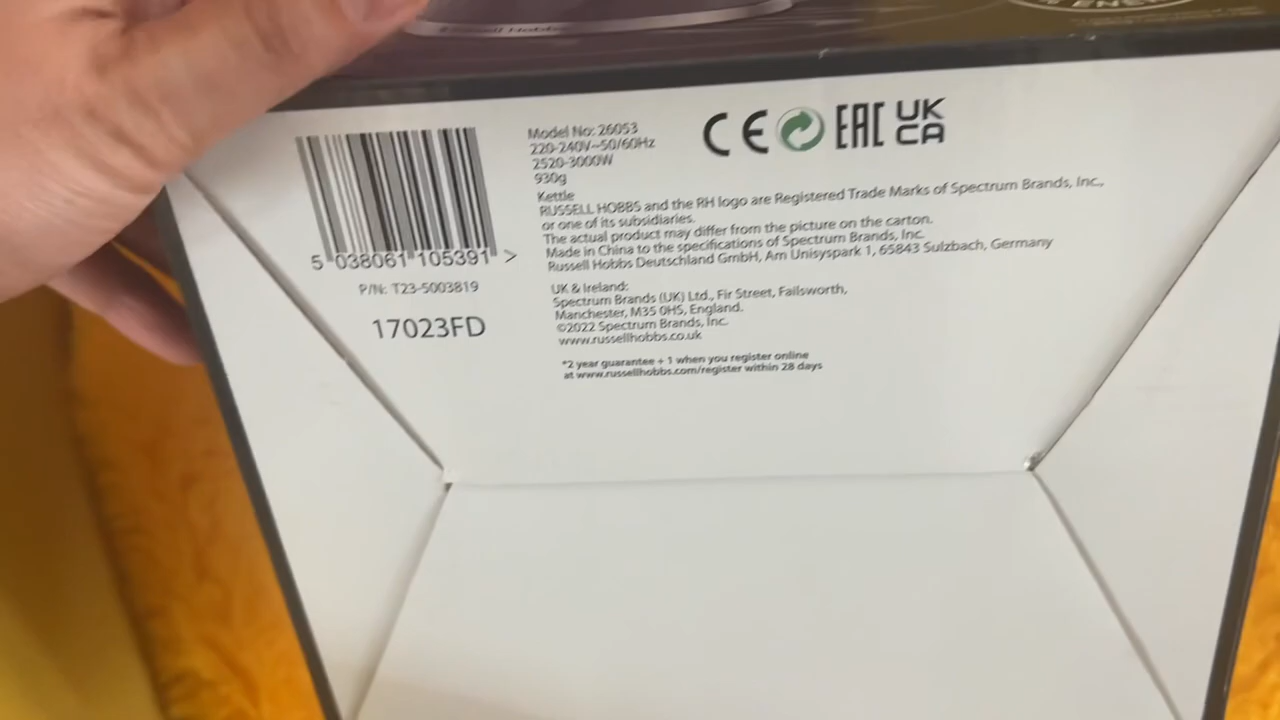 Russell Hobbs
ENER
5 038061 105391 >
P/N: T23-5003819
17023FD
Model No: 26053
220-240V~50/60Hz
2520-3000W
930g
Kettle
RUSSELL HOBBS and the RH logo are Registered Trade Marks of Spectrum Brands, Inc.,
or one of its subsidiaries.
The actual product may differ from the picture on the carton.
Made in China to the specifications of Spectrum Brands, Inc.
Russell Hobbs Deutschland GmbH, Am Unisyspark 1, 65843 Sulzbach, Germany
UK & Ireland:
Spectrum Brands (UK) Ltd., Fir Street, Failsworth,
Manchester, M35 0HS, England.
©2022 Spectrum Brands, Inc.
www.russellhobbs.co.uk
*2 year guarantee + 1 when you register online
at www.russellhobbs.com/register within 28 days
CE EAC UK
CA